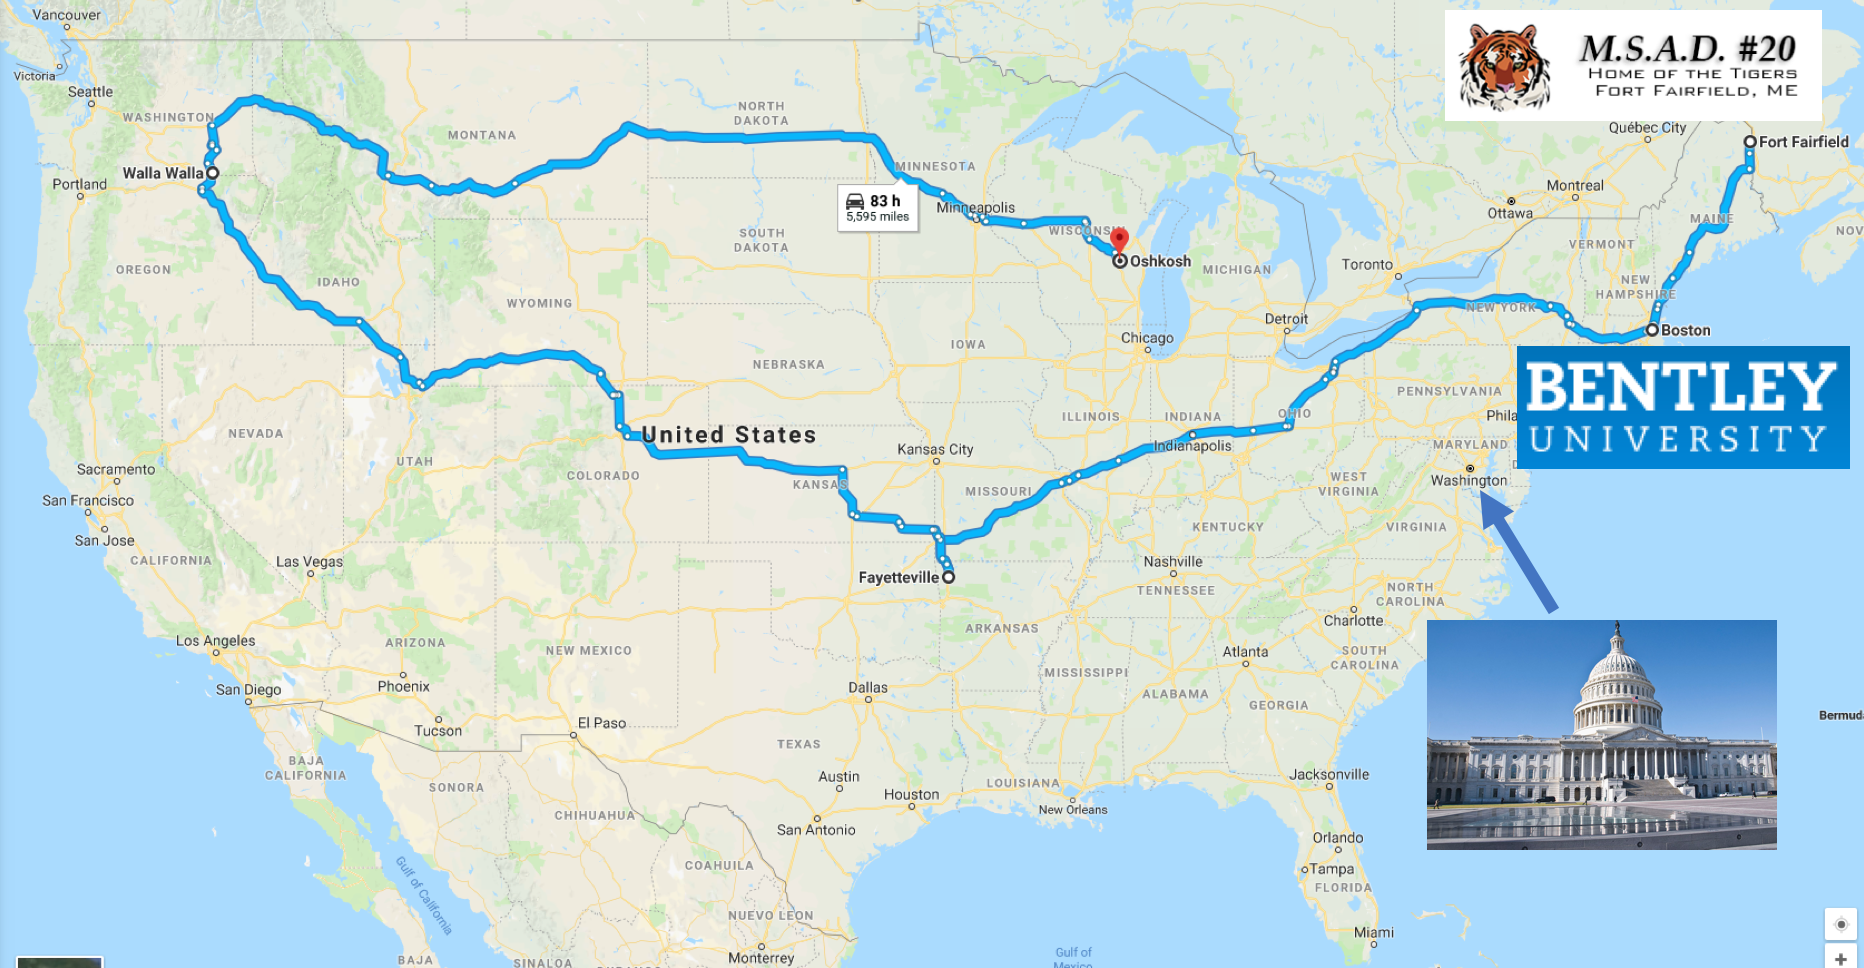 Vancouver
Victoria
Seattle
WASHINGTON
Walla Walla
Portland
OREGON
IDAHO
MONTANA
NORTH
DAKOTA
MINNESOTA
83 h
5,595 miles
Minneapolis
SOUTH
DAKOTA
WISCONSIN
Oshkosh
MICHIGAN
WYOMING
M.S.A.D. #20
HOME OF THE TIGERS
FORT FAIRFIELD, ME
Québec City
Fort Fairfield
Montreal
Ottawa
MAINE
NOV
VERMONT
Toronto
NEW
HAMPSHIRE
NEW YORK
Boston
Detroit
Chicago
IOWA
NEBRASKA
BENTLEY
UNIVERSITY
PENNSYLVANIA
Phila
ILLINOIS
INDIANA
OHIO
NEVADA
United States
Kansas City
Indianapolis
MARYLAND
D
Washington
UTAH
COLORADO
KANSAS
MISSOURI
WEST
VIRGINIA
Sacramento
San Francisco
San Jose
KENTUCKY
VIRGINIA
CALIFORNIA
Las Vegas
Fayetteville
Nashville
TENNESSEE
NORTH
CAROLINA
Charlotte
Los Angeles
ARIZONA
NEW MEXICO
ARKANSAS
Atlanta
SOUTH
CAROLINA
MISSISSIPPI
San Diego
Phoenix
Dallas
ALABAMA
GEORGIA
Tucson
El Paso
Bermuda
TEXAS
BAJA
CALIFORNIA
SONORA
Austin
LOUISIANA
Jacksonville
Houston
New Orleans
CHIHUAHUA
San Antonio
Orlando
COAHUILA
Tampa
FLORIDA
Gulf of California
NUEVO LEON
Miami
Monterrey
BAJA
SINALOA
DURANGO
Gulf of
Mexico